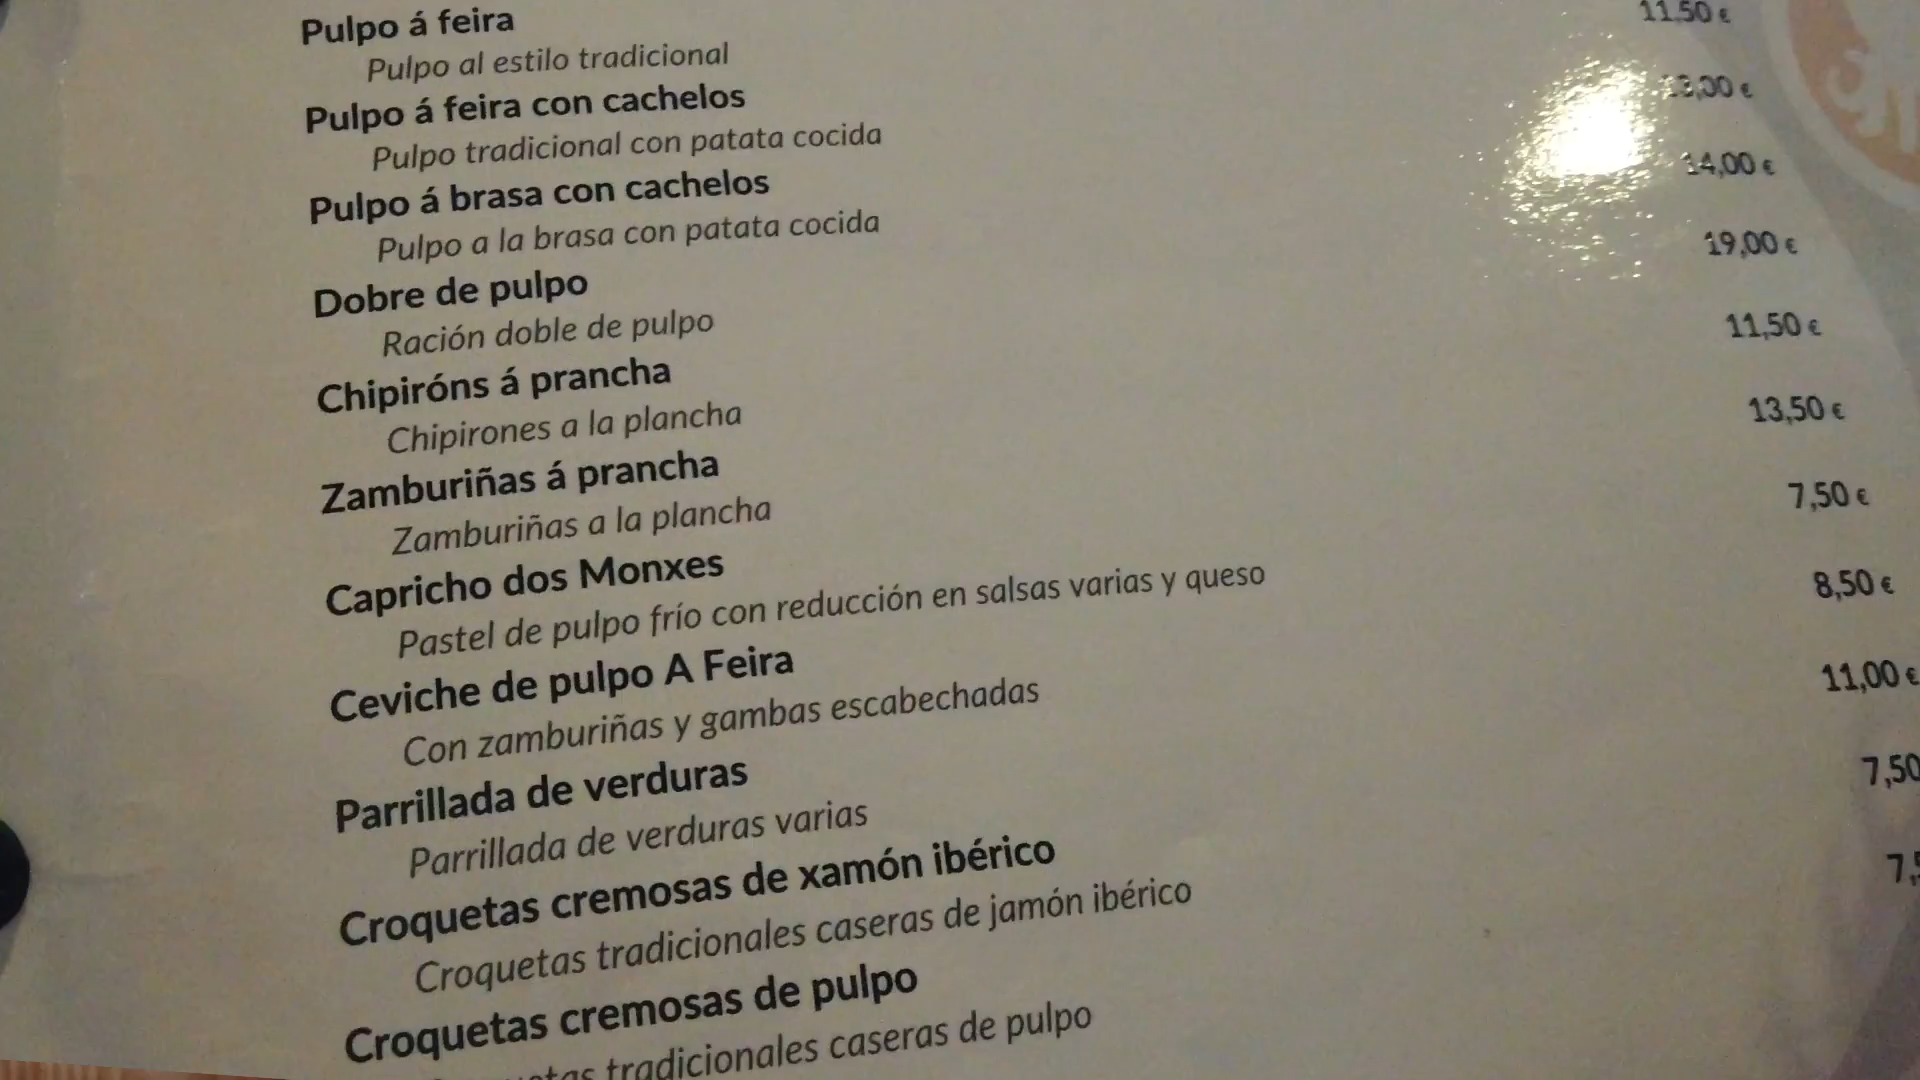 Pulpo á feira 11.50 €
Pulpo al estilo tradicional
Pulpo á feira con cachelos 13,00 €
Pulpo tradicional con patata cocida
Pulpo á brasa con cachelos 14,00 €
Pulpo a la brasa con patata cocida
Dobre de pulpo 19,00 €
Ración doble de pulpo
Chipiróns á prancha 11,50 €
Chipirones a la plancha
Zamburiñas á prancha 13,50 €
Zamburiñas a la plancha
Capricho dos Monxes 7,50 €
Pastel de pulpo frío con reducción en salsas varias y queso
Ceviche de pulpo A Feira 8,50 €
Con zamburiñas y gambas escabechadas
Parrillada de verduras 11,00 €
Parrillada de verduras varias
Croquetas cremosas de xamón ibérico 7,50
Croquetas tradicionales caseras de jamón ibérico
Croquetas cremosas de pulpo 7,5
tradicionales caseras de pulpo